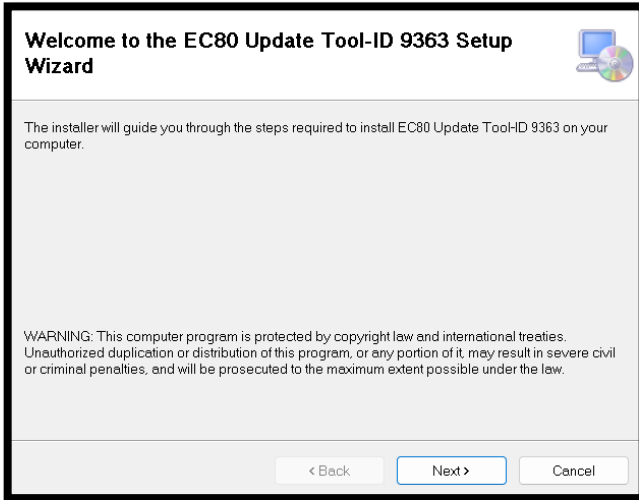 Welcome to the EC80 Update Tool-ID 9363 Setup
Wizard
The installer will guide you through the steps required to install EC80 Update Tool-ID 9363 on your
computer.
WARNING: This computer program is protected by copyright law and international treaties.
Unauthorized duplication or distribution of this program, or any portion of it, may result in severe civil
or criminal penalties, and will be prosecuted to the maximum extent possible under the law.
< Back Next > Cancel